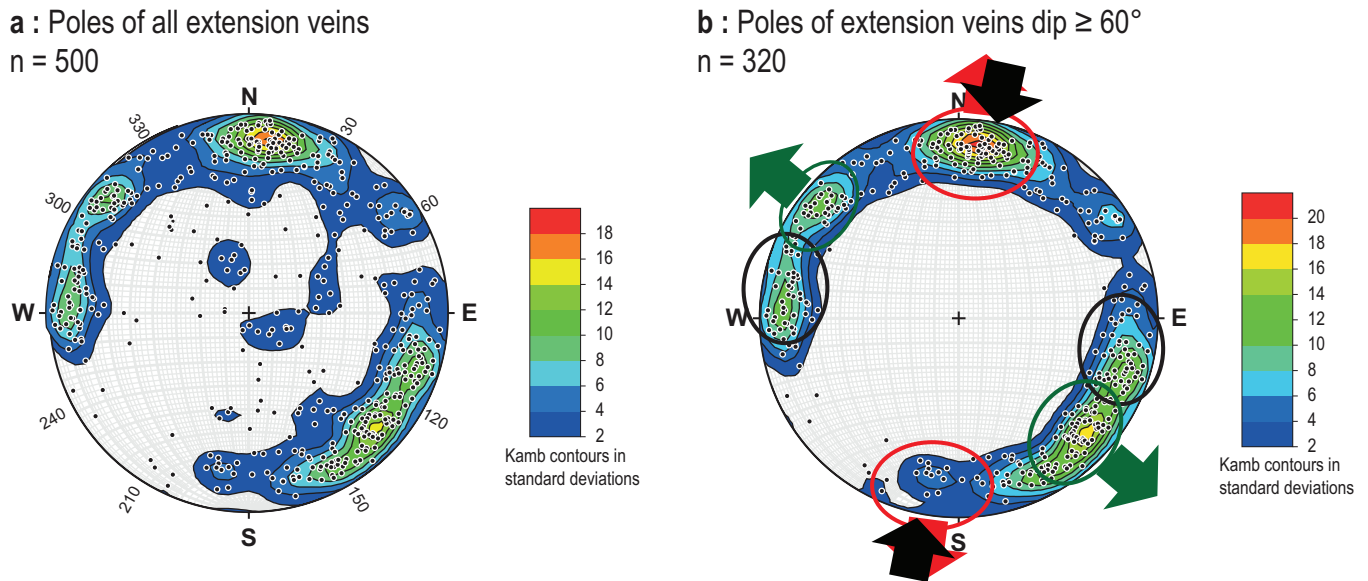 a : Poles of all extension veins
n = 500
N
30
60
E
120
150
S
210
240
W
300
330
18
16
14
12
10
8
6
4
2
Kamb contours in
standard deviations
b : Poles of extension veins dip ≥ 60°
n = 320
N
E
S
W
20
18
16
14
12
10
8
6
4
2
Kamb contours in
standard deviations